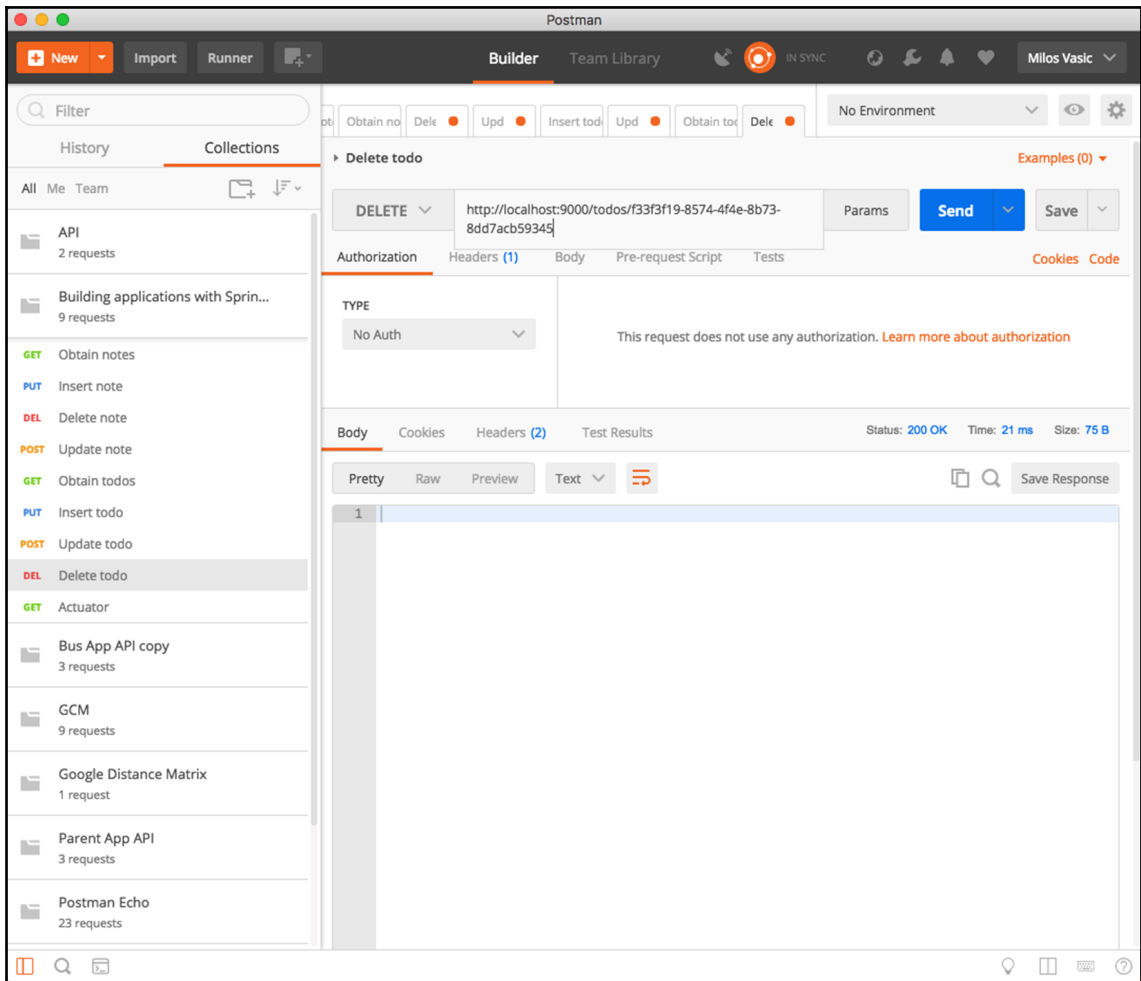 Postman
New Import Runner Builder Team Library IN SYNC Milos Vasic
Filter
History Collections
All Me Team
API
2 requests
Building applications with Sprin...
9 requests
GET Obtain notes
PUT Insert note
DEL Delete note
POST Update note
GET Obtain todos
PUT Insert todo
POST Update todo
DEL Delete todo
GET Actuator
Bus App API copy
3 requests
GCM
9 requests
Google Distance Matrix
1 request
Parent App API
3 requests
Postman Echo
23 requests
Obtain no Dele Upd Insert tod Upd Obtain tod Dele No Environment
Delete todo Examples (0)
DELETE http://localhost:9000/todos/f33f3f19-8574-4f4e-8b73-
8dd7acb59345 Params Send Save
Authorization Headers (1) Body Pre-request Script Tests Cookies Code
TYPE
No Auth This request does not use any authorization. Learn more about authorization
Body Cookies Headers (2) Test Results Status: 200 OK Time: 21 ms Size: 75 B
Pretty Raw Preview Text Save Response
1